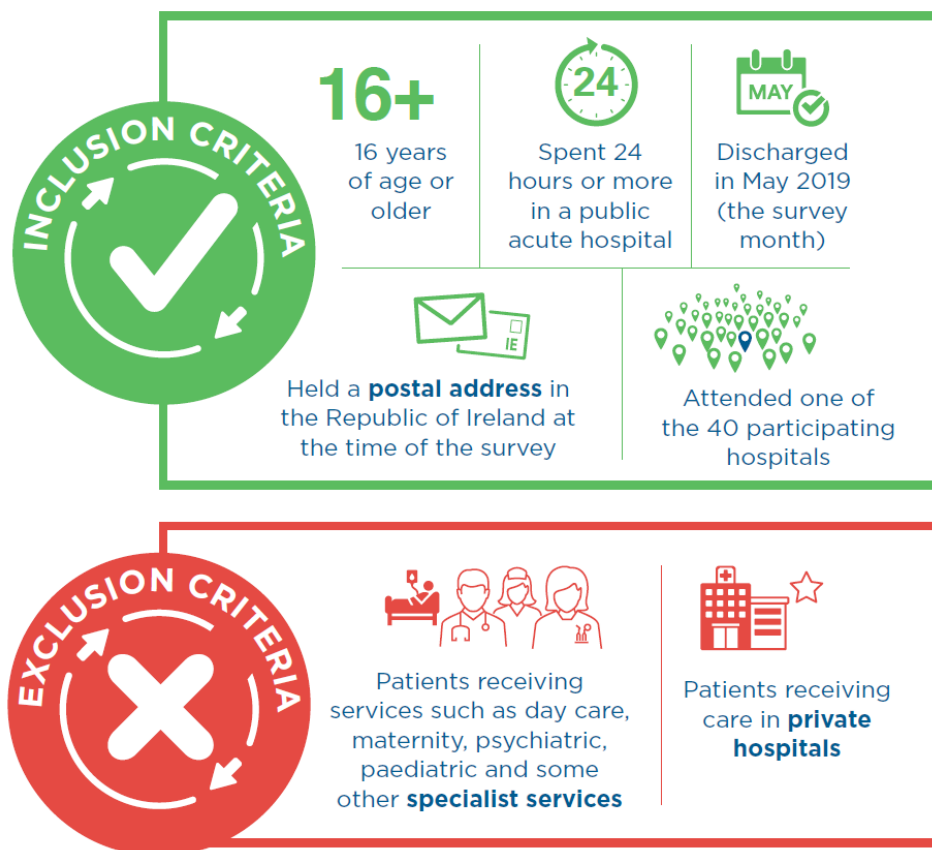 INCLUSION CRITERIA
16+
16 years
of age or
older
24
Spent 24
hours or more
in a public
acute hospital
MAY
Discharged
in May 2019
(the survey
month)
IE
Held a postal address in
the Republic of Ireland at
the time of the survey
Attended one of
the 40 participating
hospitals
EXCLUSION CRITERIA
Patients receiving
services such as day care,
maternity, psychiatric,
paediatric and some
other specialist services
Patients receiving
care in private
hospitals